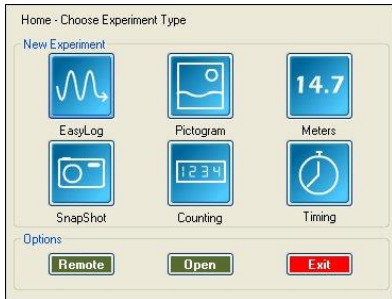 Home - Choose Experiment Type
New Experiment
14.7
EasyLog Pictogram Meters
1234
SnapShot Counting Timing
Options
Remote Open Exit